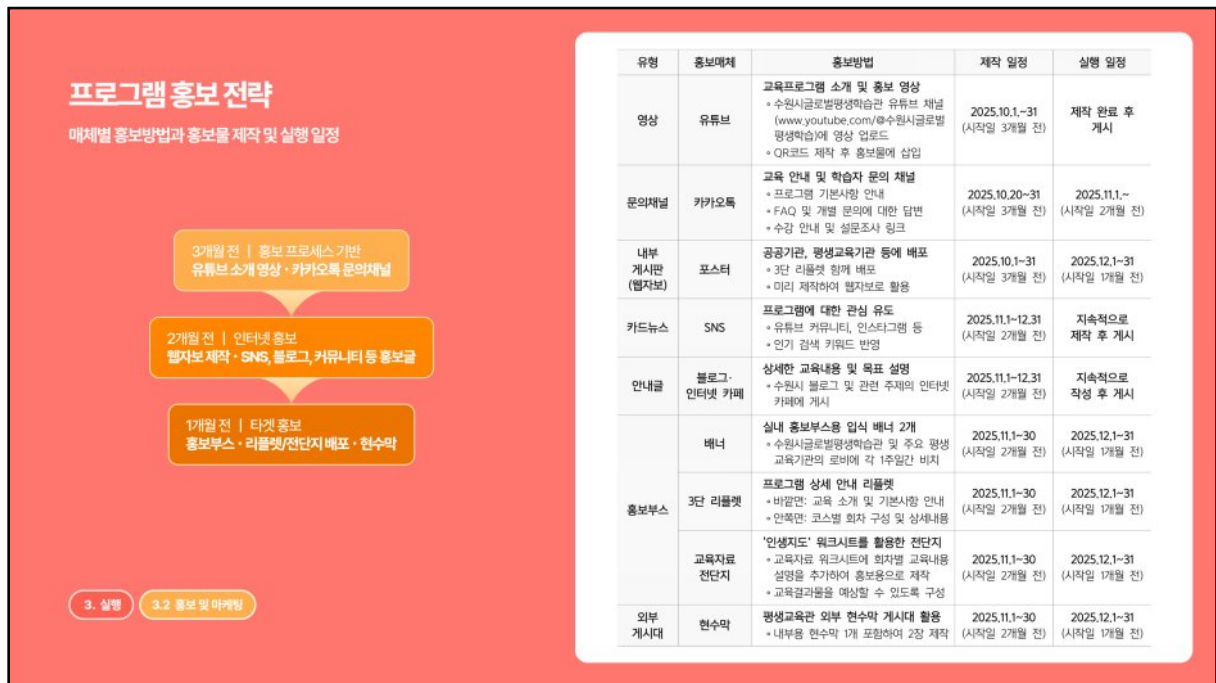 프로그램 홍보 전략
매체별 홍보방법과 홍보물 제작 및 실행 일정
3개월 전 | 홍보 프로세스 기반
유튜브 소개 영상 · 카카오톡 문의채널
2개월 전 | 인터넷 홍보
웹자보 제작 · SNS, 블로그, 커뮤니티 등 홍보글
1개월 전 | 타겟 홍보
홍보부스 · 리플렛/전단지 배포 · 현수막
3. 실행
3.2 홍보 및 마케팅
유형 홍보매체 홍보방법 제작 일정 실행 일정
영상
유튜브
교육프로그램 소개 및 홍보 영상
∘ 수원시글로벌평생학습관 유튜브 채널
(www.youtube.com/@수원시글로벌
평생학습)에 영상 업로드
∘ QR코드 제작 후 홍보물에 삽입
2025.10.1.~31
(시작일 3개월 전)
제작 완료 후
게시
문의채널
카카오톡
교육 안내 및 학습자 문의 채널
∘ 프로그램 기본사항 안내
∘ FAQ 및 개별 문의에 대한 답변
∘ 수강 안내 및 설문조사 링크
2025.10.20~31
(시작일 3개월 전)
2025.11.1.~
(시작일 2개월 전)
내부
게시판
(웹자보)
포스터
공공기관, 평생교육기관 등에 배포
∘ 3단 리플렛 함께 배포
∘ 미리 제작하여 웹자보로 활용
2025.10.1~31
(시작일 3개월 전)
2025.12.1~31
(시작일 1개월 전)
카드뉴스
SNS
프로그램에 대한 관심 유도
∘ 유튜브 커뮤니티, 인스타그램 등
∘ 인기 검색 키워드 반영
2025.11.1~12.31
(시작일 2개월 전)
지속적으로
제작 후 게시
안내글
블로그·
인터넷 카페
상세한 교육내용 및 목표 설명
∘ 수원시 블로그 및 관련 주제의 인터넷
카페에 게시
2025.11.1~12.31
(시작일 2개월 전)
지속적으로
작성 후 게시
홍보부스
배너
실내 홍보부스용 입식 배너 2개
∘ 수원시글로벌평생학습관 및 주요 평생
교육기관의 로비에 각 1주일간 비치
2025.11.1~30
(시작일 2개월 전)
2025.12.1~31
(시작일 1개월 전)
3단 리플렛
프로그램 상세 안내 리플렛
∘ 바깥면: 교육 소개 및 기본사항 안내
∘ 안쪽면: 코스별 회차 구성 및 상세내용
2025.11.1~30
(시작일 2개월 전)
2025.12.1~31
(시작일 1개월 전)
교육자료
전단지
'인생지도' 워크시트를 활용한 전단지
∘ 교육자료 워크시트에 회차별 교육내용
설명을 추가하여 홍보용으로 제작
∘ 교육결과물을 예상할 수 있도록 구성
2025.11.1~30
(시작일 2개월 전)
2025.12.1~31
(시작일 1개월 전)
외부
게시대
현수막
평생교육관 외부 현수막 게시대 활용
∘ 내부용 현수막 1개 포함하여 2장 제작
2025.11.1~30
(시작일 2개월 전)
2025.12.1~31
(시작일 1개월 전)